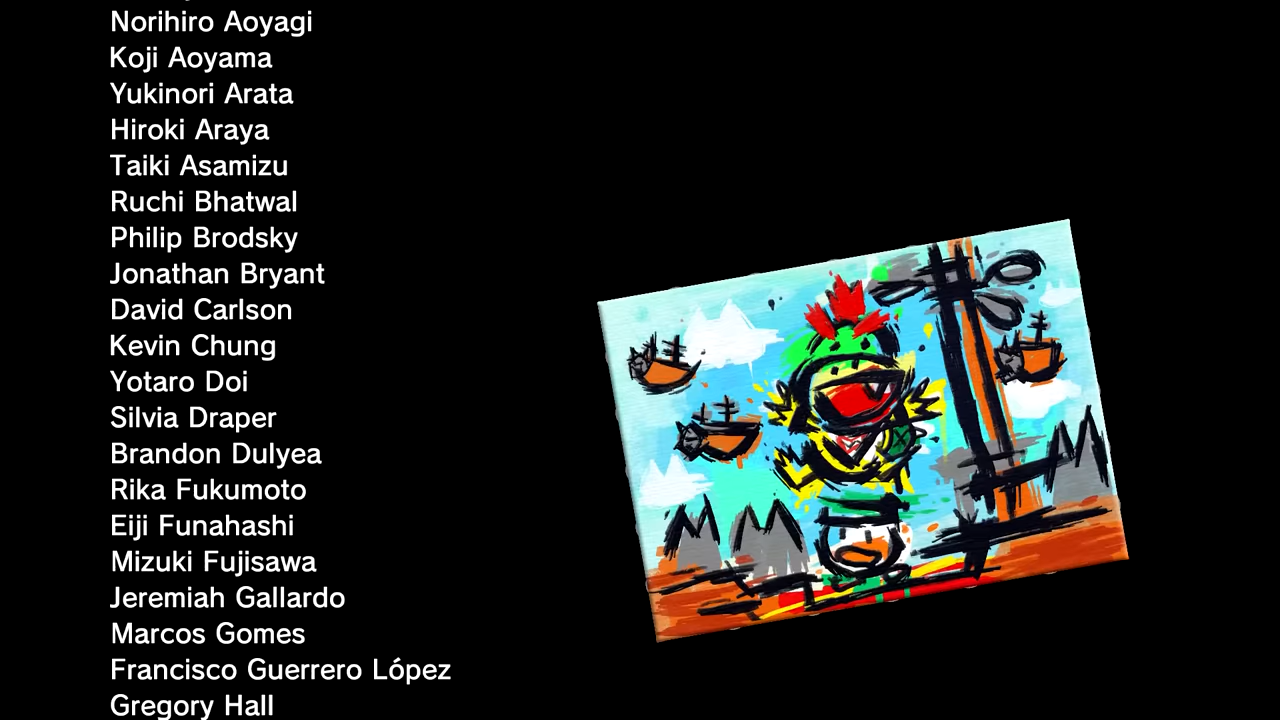 Norihiro Aoyagi
Koji Aoyama
Yukinori Arata
Hiroki Araya
Taiki Asamizu
Ruchi Bhatwal
Philip Brodsky
Jonathan Bryant
David Carlson
Kevin Chung
Yotaro Doi
Silvia Draper
Brandon Dulyea
Rika Fukumoto
Eiji Funahashi
Mizuki Fujisawa
Jeremiah Gallardo
Marcos Gomes
Francisco Guerrero López
Gregory Hall